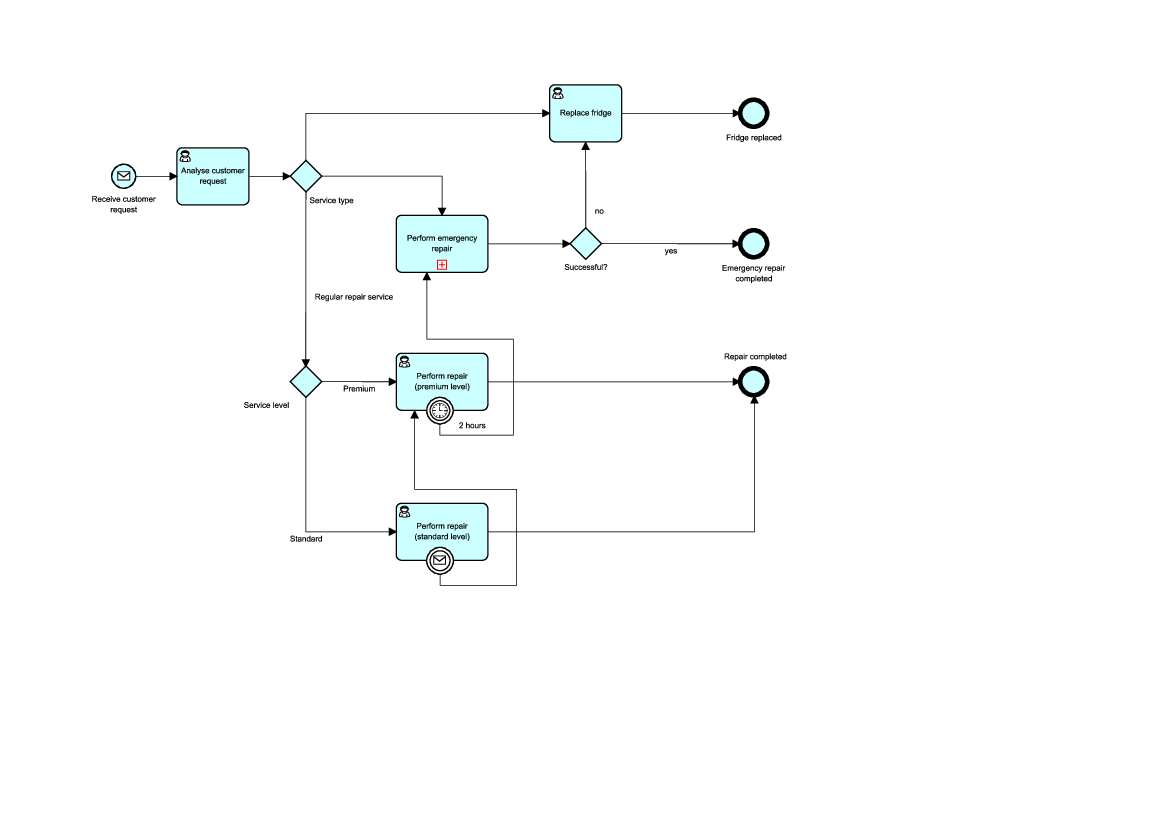 Replace fridge
Fridge replaced
Analyse customer
request
Receive customer
request
Service type
no
Perform emergency
repair
yes
Successful?
Emergency repair
completed
Regular repair service
Repair completed
Perform repair
(premium level)
Premium
Service level
2 hours
Perform repair
(standard level)
Standard